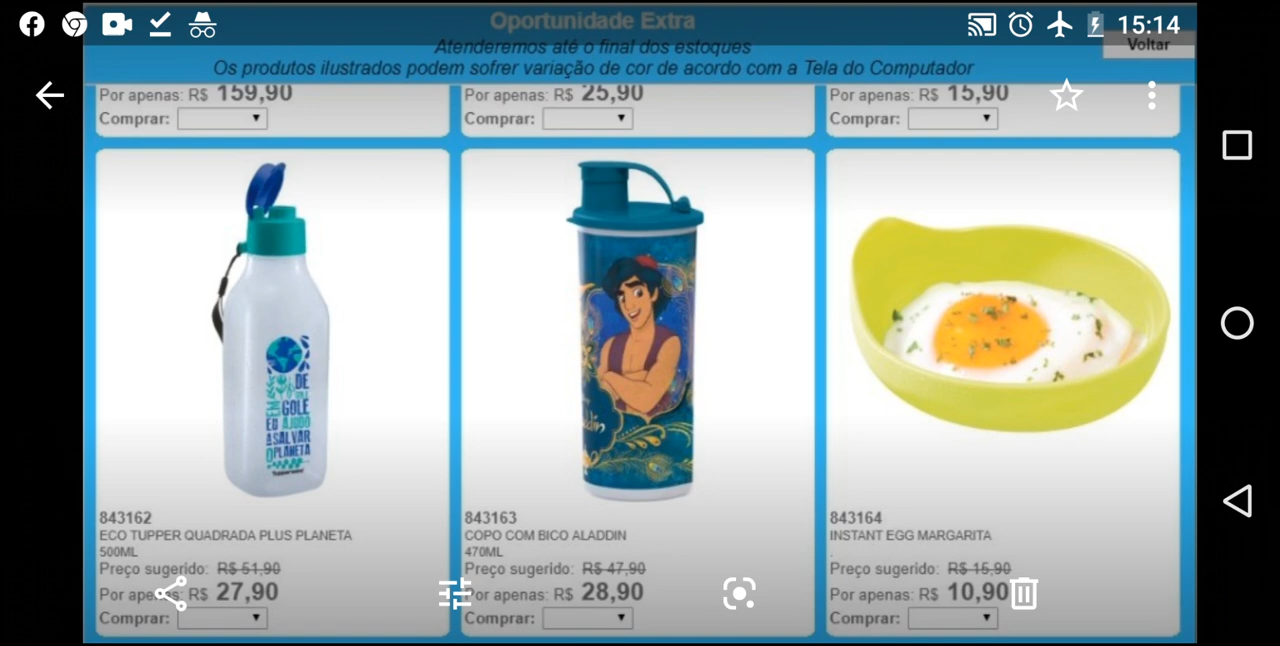 15:14
Oportunidade Extra
Atenderemos até o final dos estoques
Os produtos ilustrados podem sofrer variação de cor de acordo com a Tela do Computador
Voltar
Por apenas: R$ 159,90
Comprar:
Por apenas: R$ 25,90
Comprar:
Por apenas: R$ 15,90
Comprar:
DE
GOLE
EM
EU AJUDO
A SALVAR
O PLANETA
843162
ECO TUPPER QUADRADA PLUS PLANETA
500ML
Preço sugerido: R$ 51,90
Por apenas: R$ 27,90
Comprar:
843163
COPO COM BICO ALADDIN
470ML
Preço sugerido: R$ 47,90
Por apenas: R$ 28,90
Comprar:
843164
INSTANT EGG MARGARITA
.
Preço sugerido: R$ 15,90
Por apenas: R$ 10,90
Comprar: